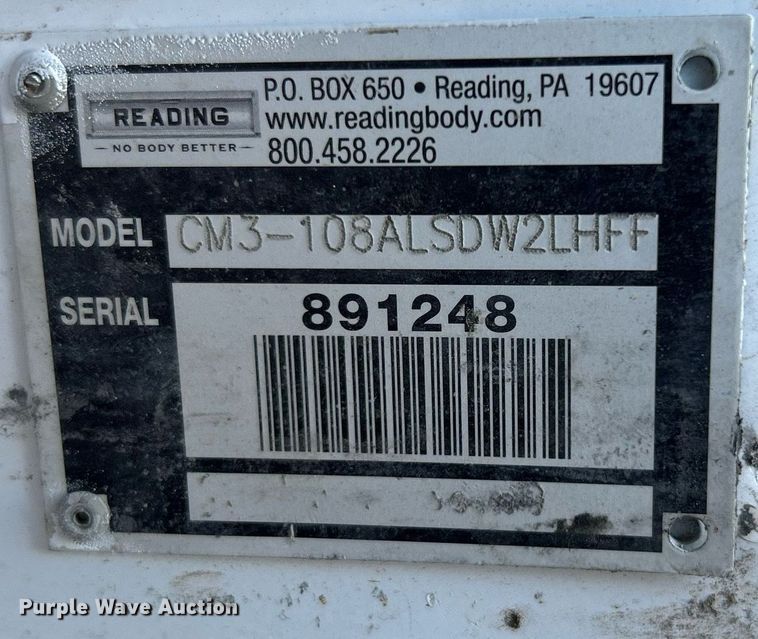 READING
— NO BODY BETTER —
P.O. BOX 650 • Reading, PA 19607
www.readingbody.com
800.458.2226
MODEL CM3-108ALSDW2LHFF
SERIAL 891248
Purple Wave Auction